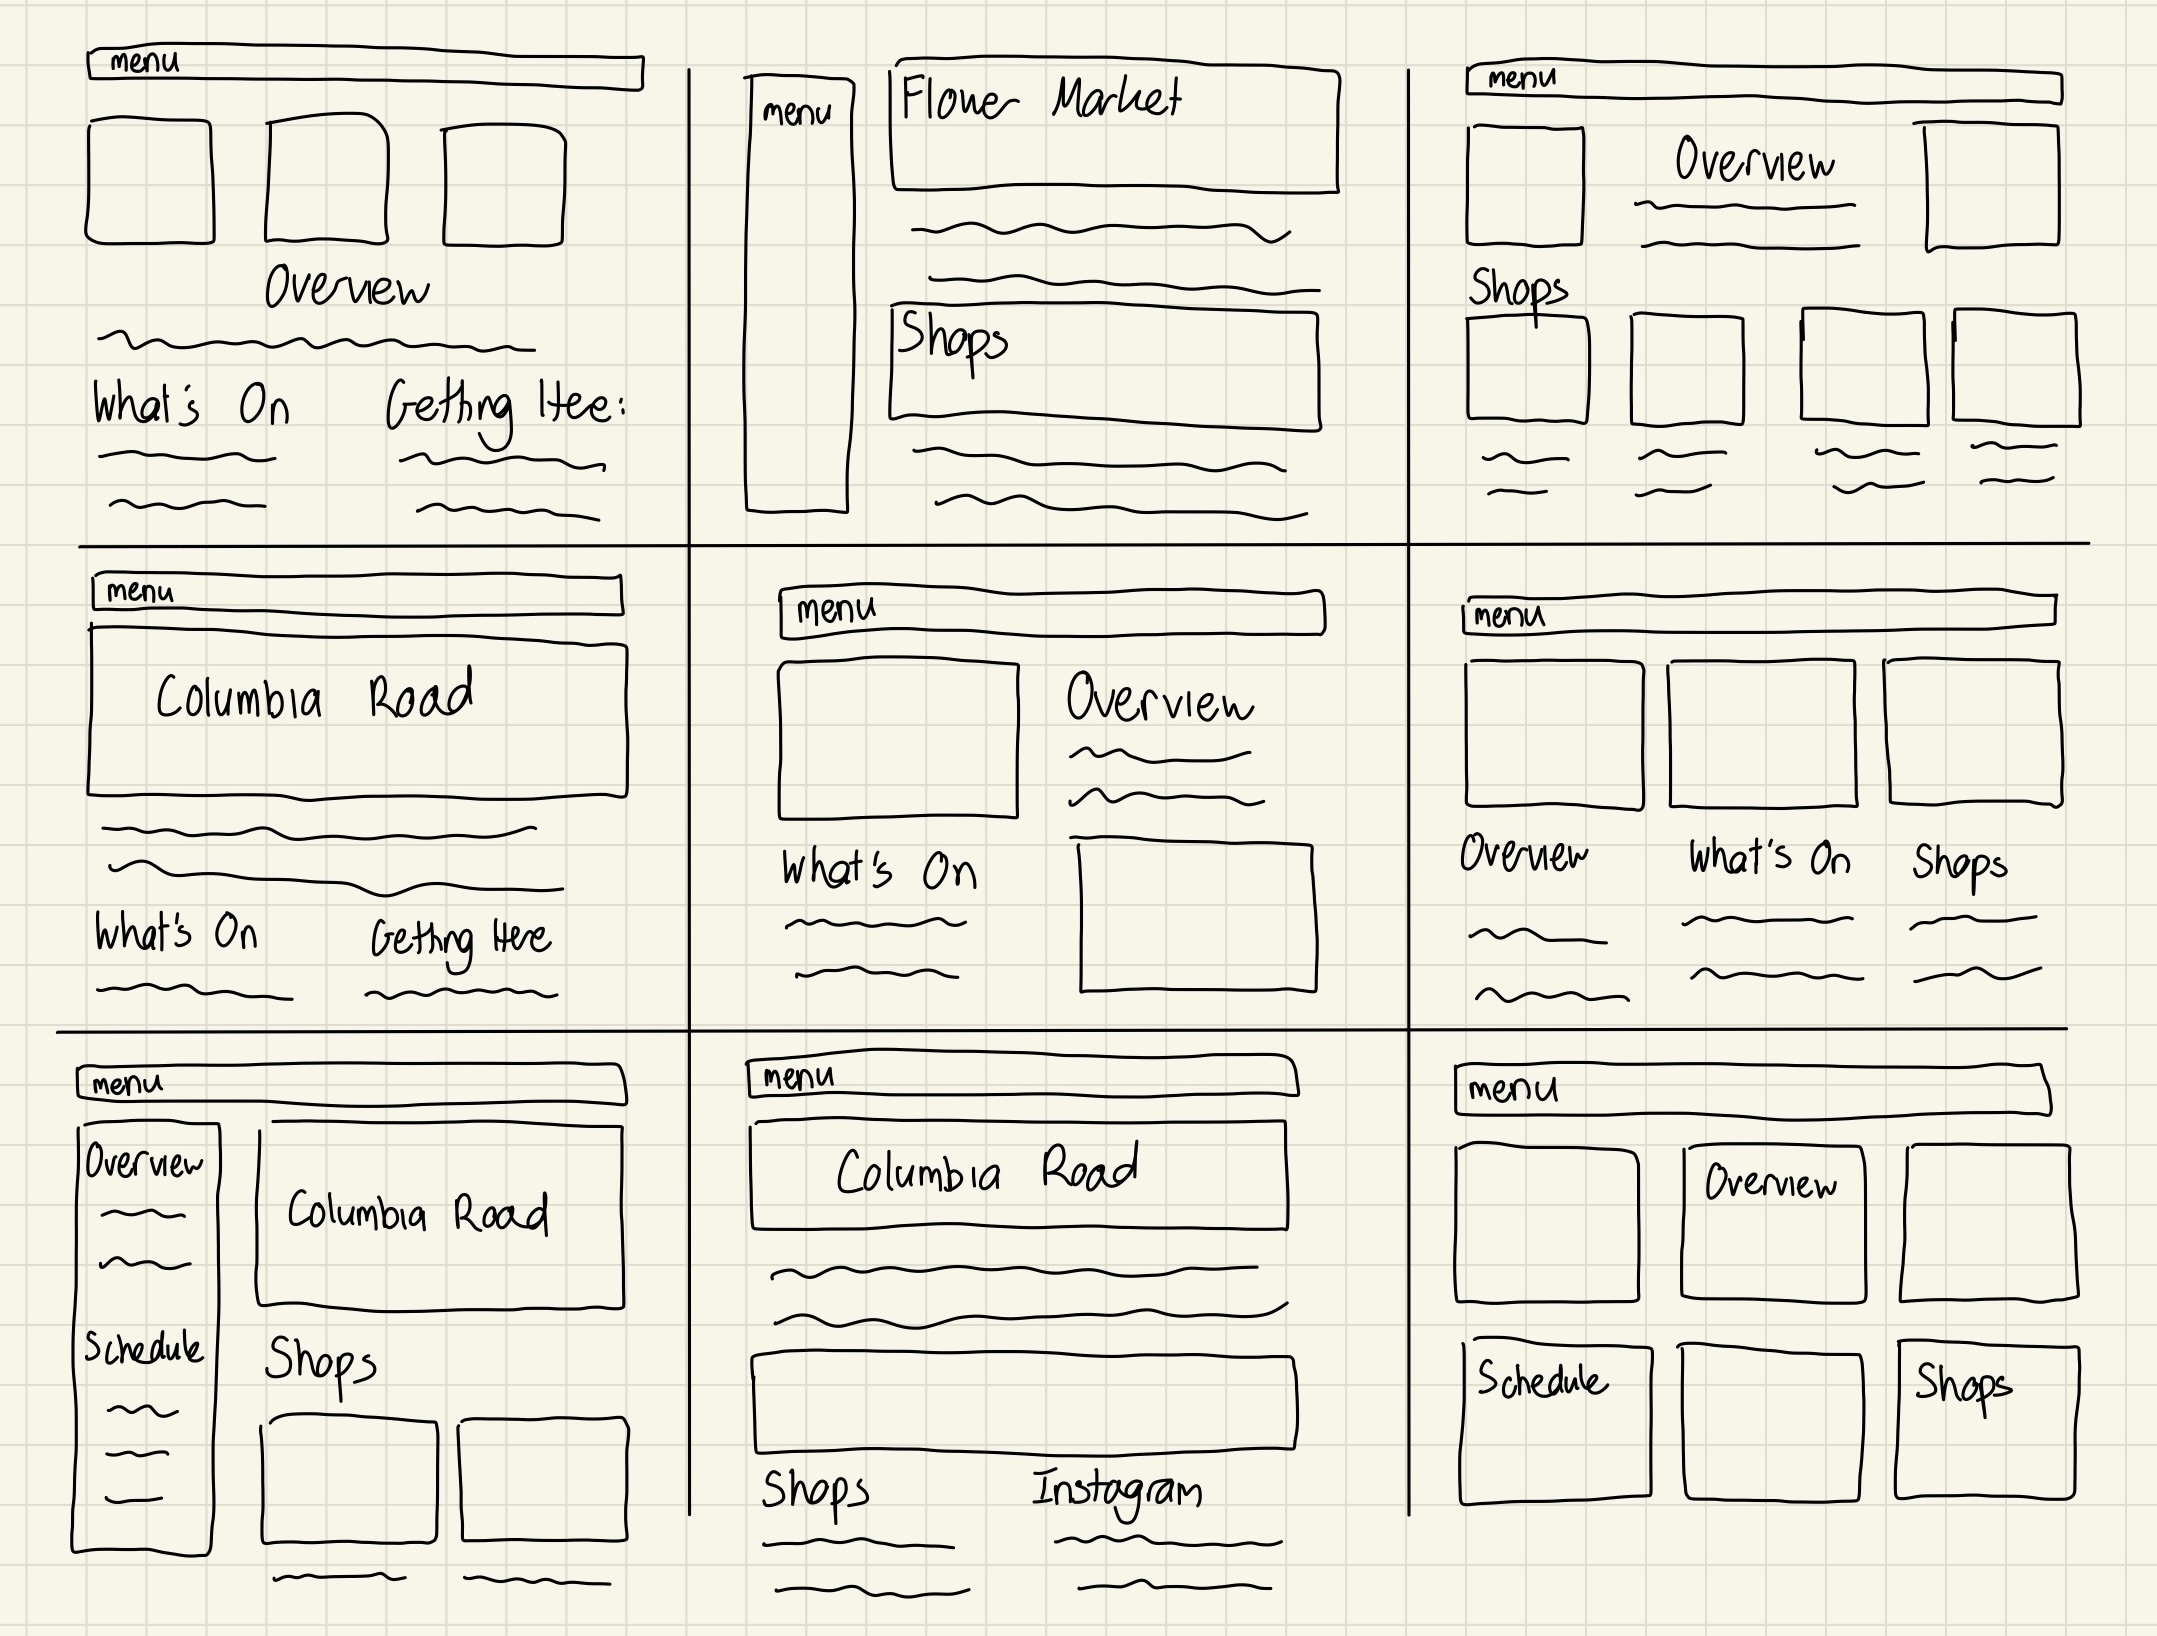 menu
Overview
What's On
Getting Here:
menu
Flower Market
Shops
menu
Overview
Shops
menu
Columbia Road
What's On
Getting Here
menu
Overview
What's On
menu
Overview
What's On
Shops
menu
Overview
Schedule
Columbia Road
Shops
menu
Columbia Road
Shops
Instagram
menu
Overview
Schedule
Shops